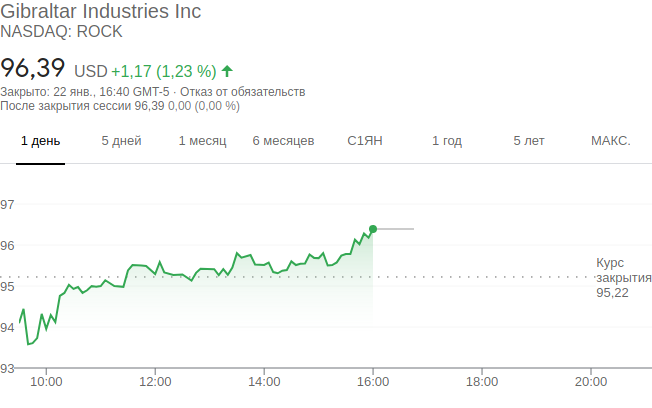 Gibraltar Industries Inc
NASDAQ: ROCK
96,39 USD +1,17 (1,23 %)
Закрыто: 22 янв., 16:40 GMT-5 · Отказ от обязательств
После закрытия сессии 96,39 0,00 (0,00 %)
1 день 5 дней 1 месяц 6 месяцев С1ЯН 1 год 5 лет МАКС.
97
96
Курс
закрытия
95,22
95
94
93
10:00 12:00 14:00 16:00 18:00 20:00